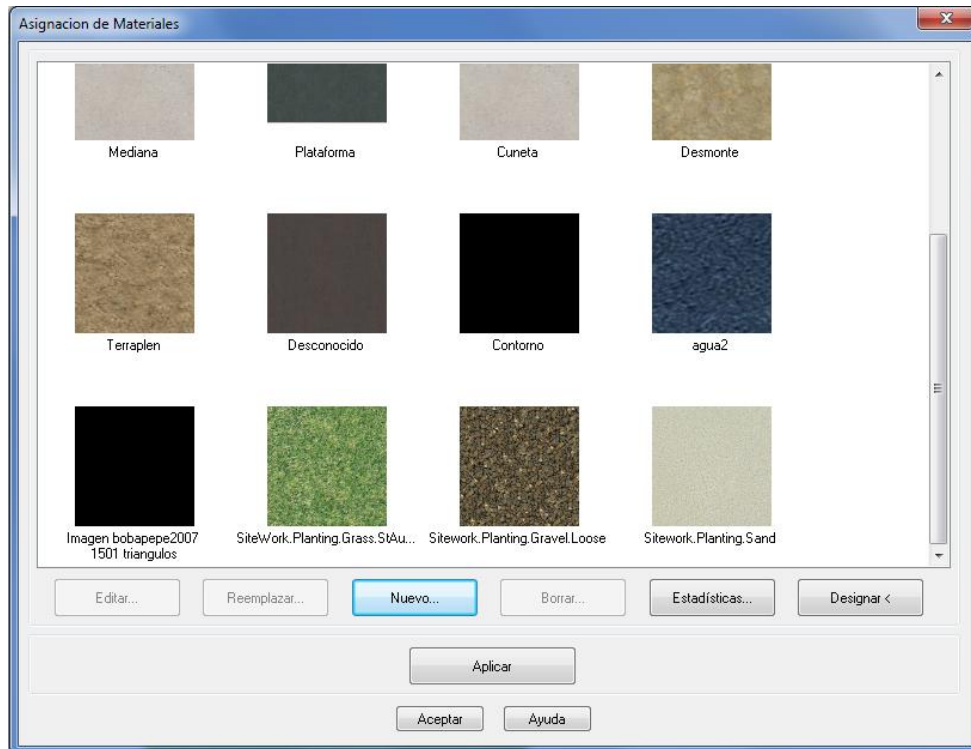 Asignacion de Materiales
Mediana
Plataforma
Cuneta
Desmonte
Terraplen
Desconocido
Contorno
agua2
Imagen bobapepe2007
1501 triangulos
SiteWork.Planting.Grass.StAu...
Sitework.Planting.Gravel.Loose
Sitework.Planting.Sand
Editar...
Reemplazar...
Nuevo...
Borrar...
Estadísticas...
Designar <
Aplicar
Aceptar
Ayuda